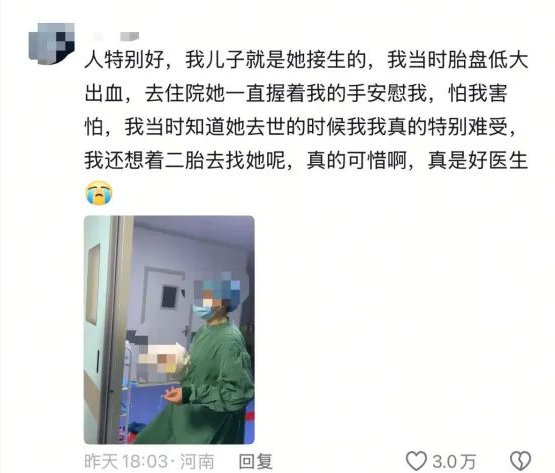 人特别好，我儿子就是她接生的，我当时胎盘低大
出血，去住院她一直握着我的手安慰我，怕我害
怕，我当时知道她去世的时候我我真的特别难受，
我还想着二胎去找她呢，真的可惜啊，真是好医生
😭
昨天 18:03· 河南 回复 3.0万